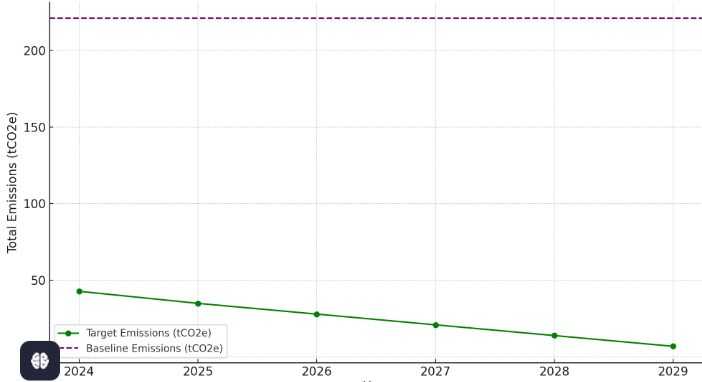 200
150
100
50
Total Emissions (tCO2e)
Target Emissions (tCO2e)
Baseline Emissions (tCO2e)
2024 2025 2026 2027 2028 2029